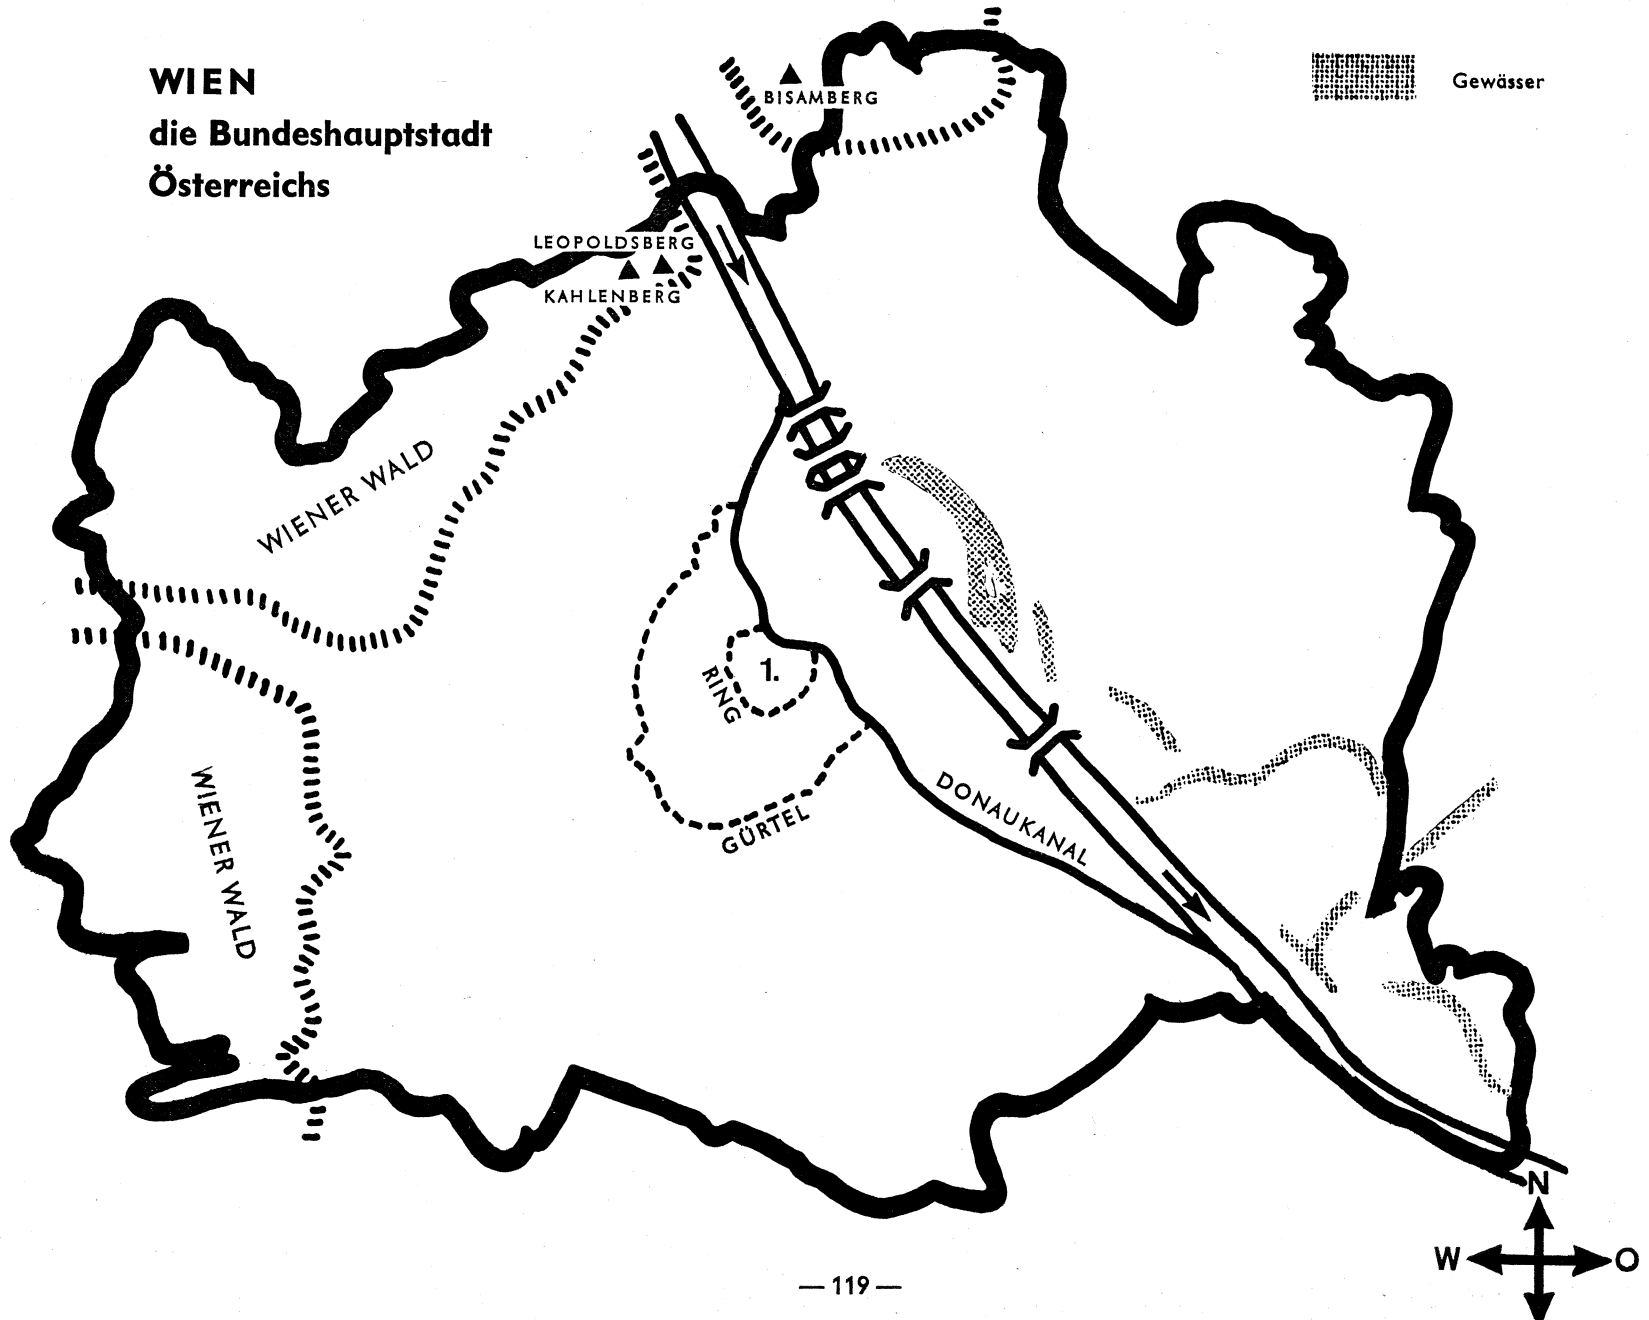 WIEN
die Bundeshauptstadt
Österreichs
Gewässer
BISAMBERG
LEOPOLDSBERG
KAHLENBERG
WIENER WALD
1.
RING
WIENER WALD
GÜRTEL
DONAUKANAL
N
W
O
— 119 —